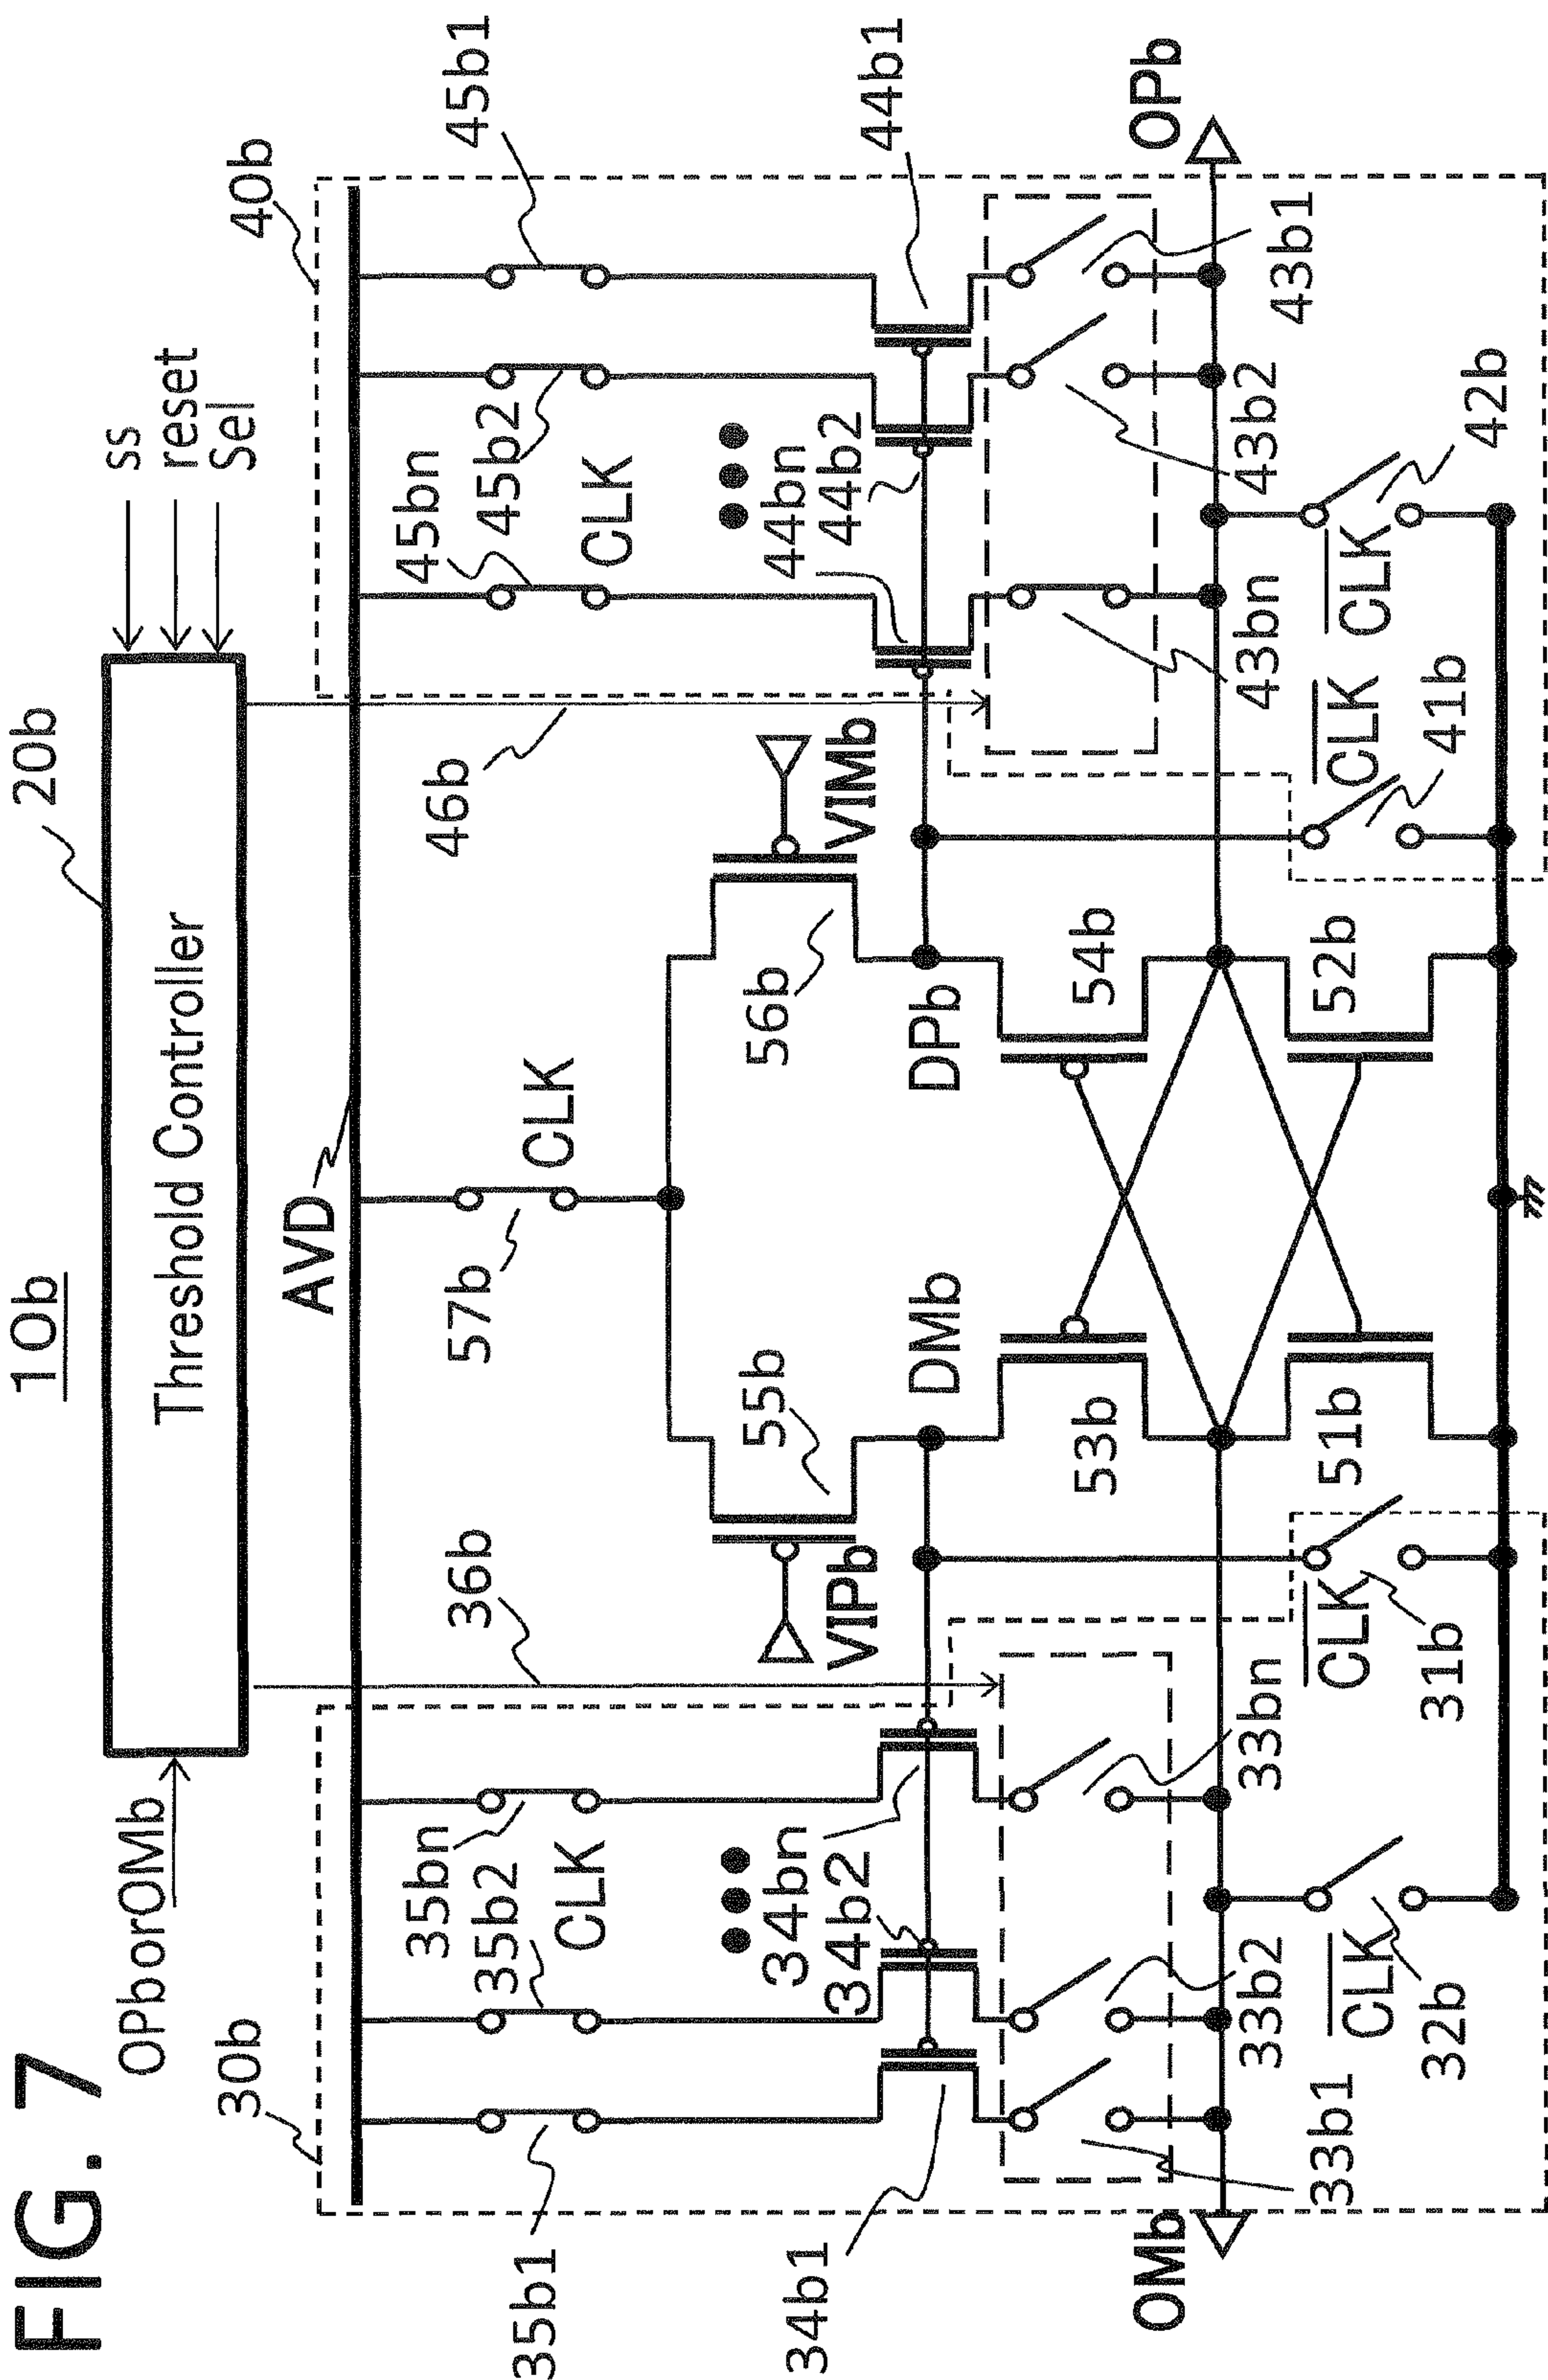 FIG. 7
10b
20b
Threshold Controller
OPborOMb
ss
reset
Sel
30b
40b
AVD
36b
46b
35b1
35b2
35bn
CLK
57b
CLK
45bn
45b2
45b1
CLK
VIPb
55b
56b
VIMb
34b1
34b2
34bn
44bn
44b2
44b1
DMb
DPb
53b
54b
OMb
OPb
33b1
33b2
33bn
43bn
43b2
43b1
51b
52b
CLK
32b
CLK
31b
CLK
41b
CLK
42b